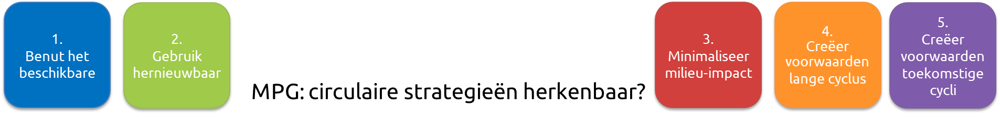 1.
Benut het
beschikbare
2.
Gebruik
hernieuwbaar
MPG: circulaire strategieën herkenbaar?
3.
Minimaliseer
milieu-impact
4.
Creëer
voorwaarden
lange cyclus
5.
Creëer
voorwaarden
toekomstige
cycli